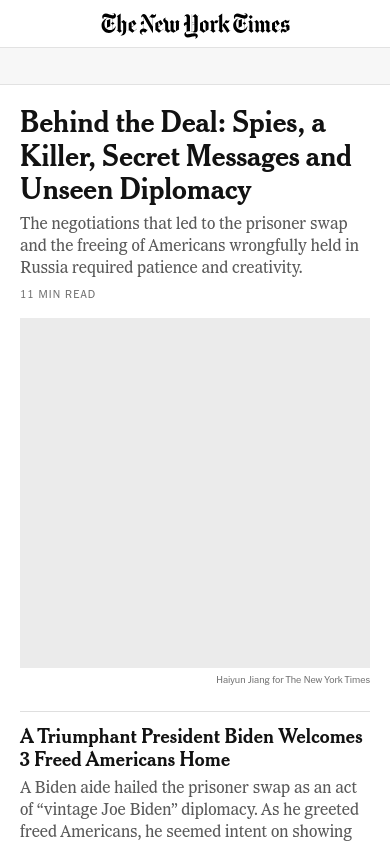 The New York Times
Behind the Deal: Spies, a
Killer, Secret Messages and
Unseen Diplomacy
The negotiations that led to the prisoner swap
and the freeing of Americans wrongfully held in
Russia required patience and creativity.
11 MIN READ
Haiyun Jiang for The New York Times
A Triumphant President Biden Welcomes
3 Freed Americans Home
A Biden aide hailed the prisoner swap as an act
of “vintage Joe Biden” diplomacy. As he greeted
freed Americans, he seemed intent on showing